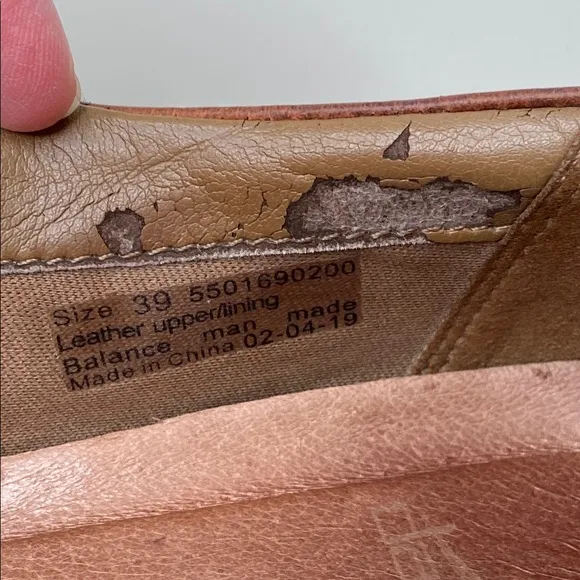 Size 39 5501690200
Leather upper/lining
Balance man made
Made in China 02-04-19